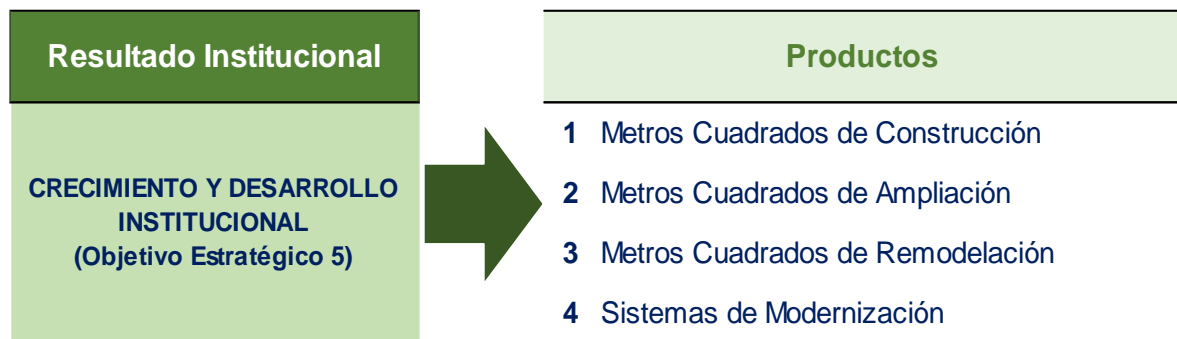 Resultado Institucional
Productos
CRECIMIENTO Y DESARROLLO
INSTITUCIONAL
(Objetivo Estratégico 5)
1 Metros Cuadrados de Construcción
2 Metros Cuadrados de Ampliación
3 Metros Cuadrados de Remodelación
4 Sistemas de Modernización